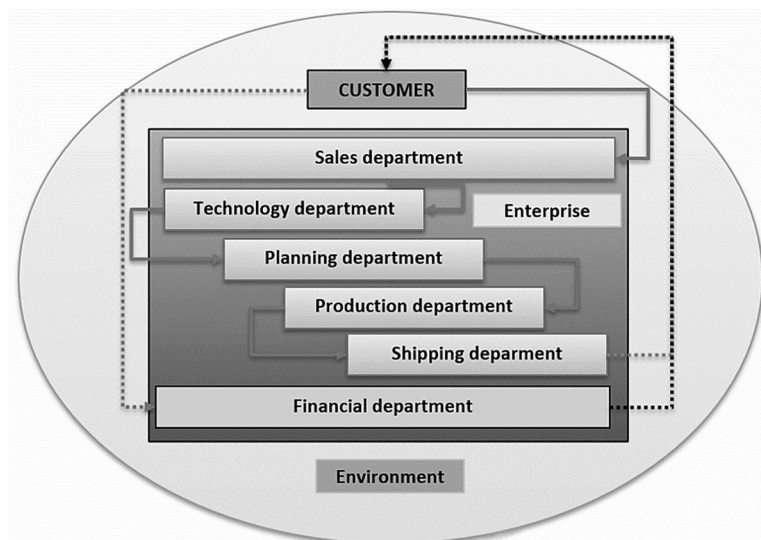 CUSTOMER
Sales department
Technology department
Enterprise
Planning department
Production department
Shipping deparment
Financial department
Environment